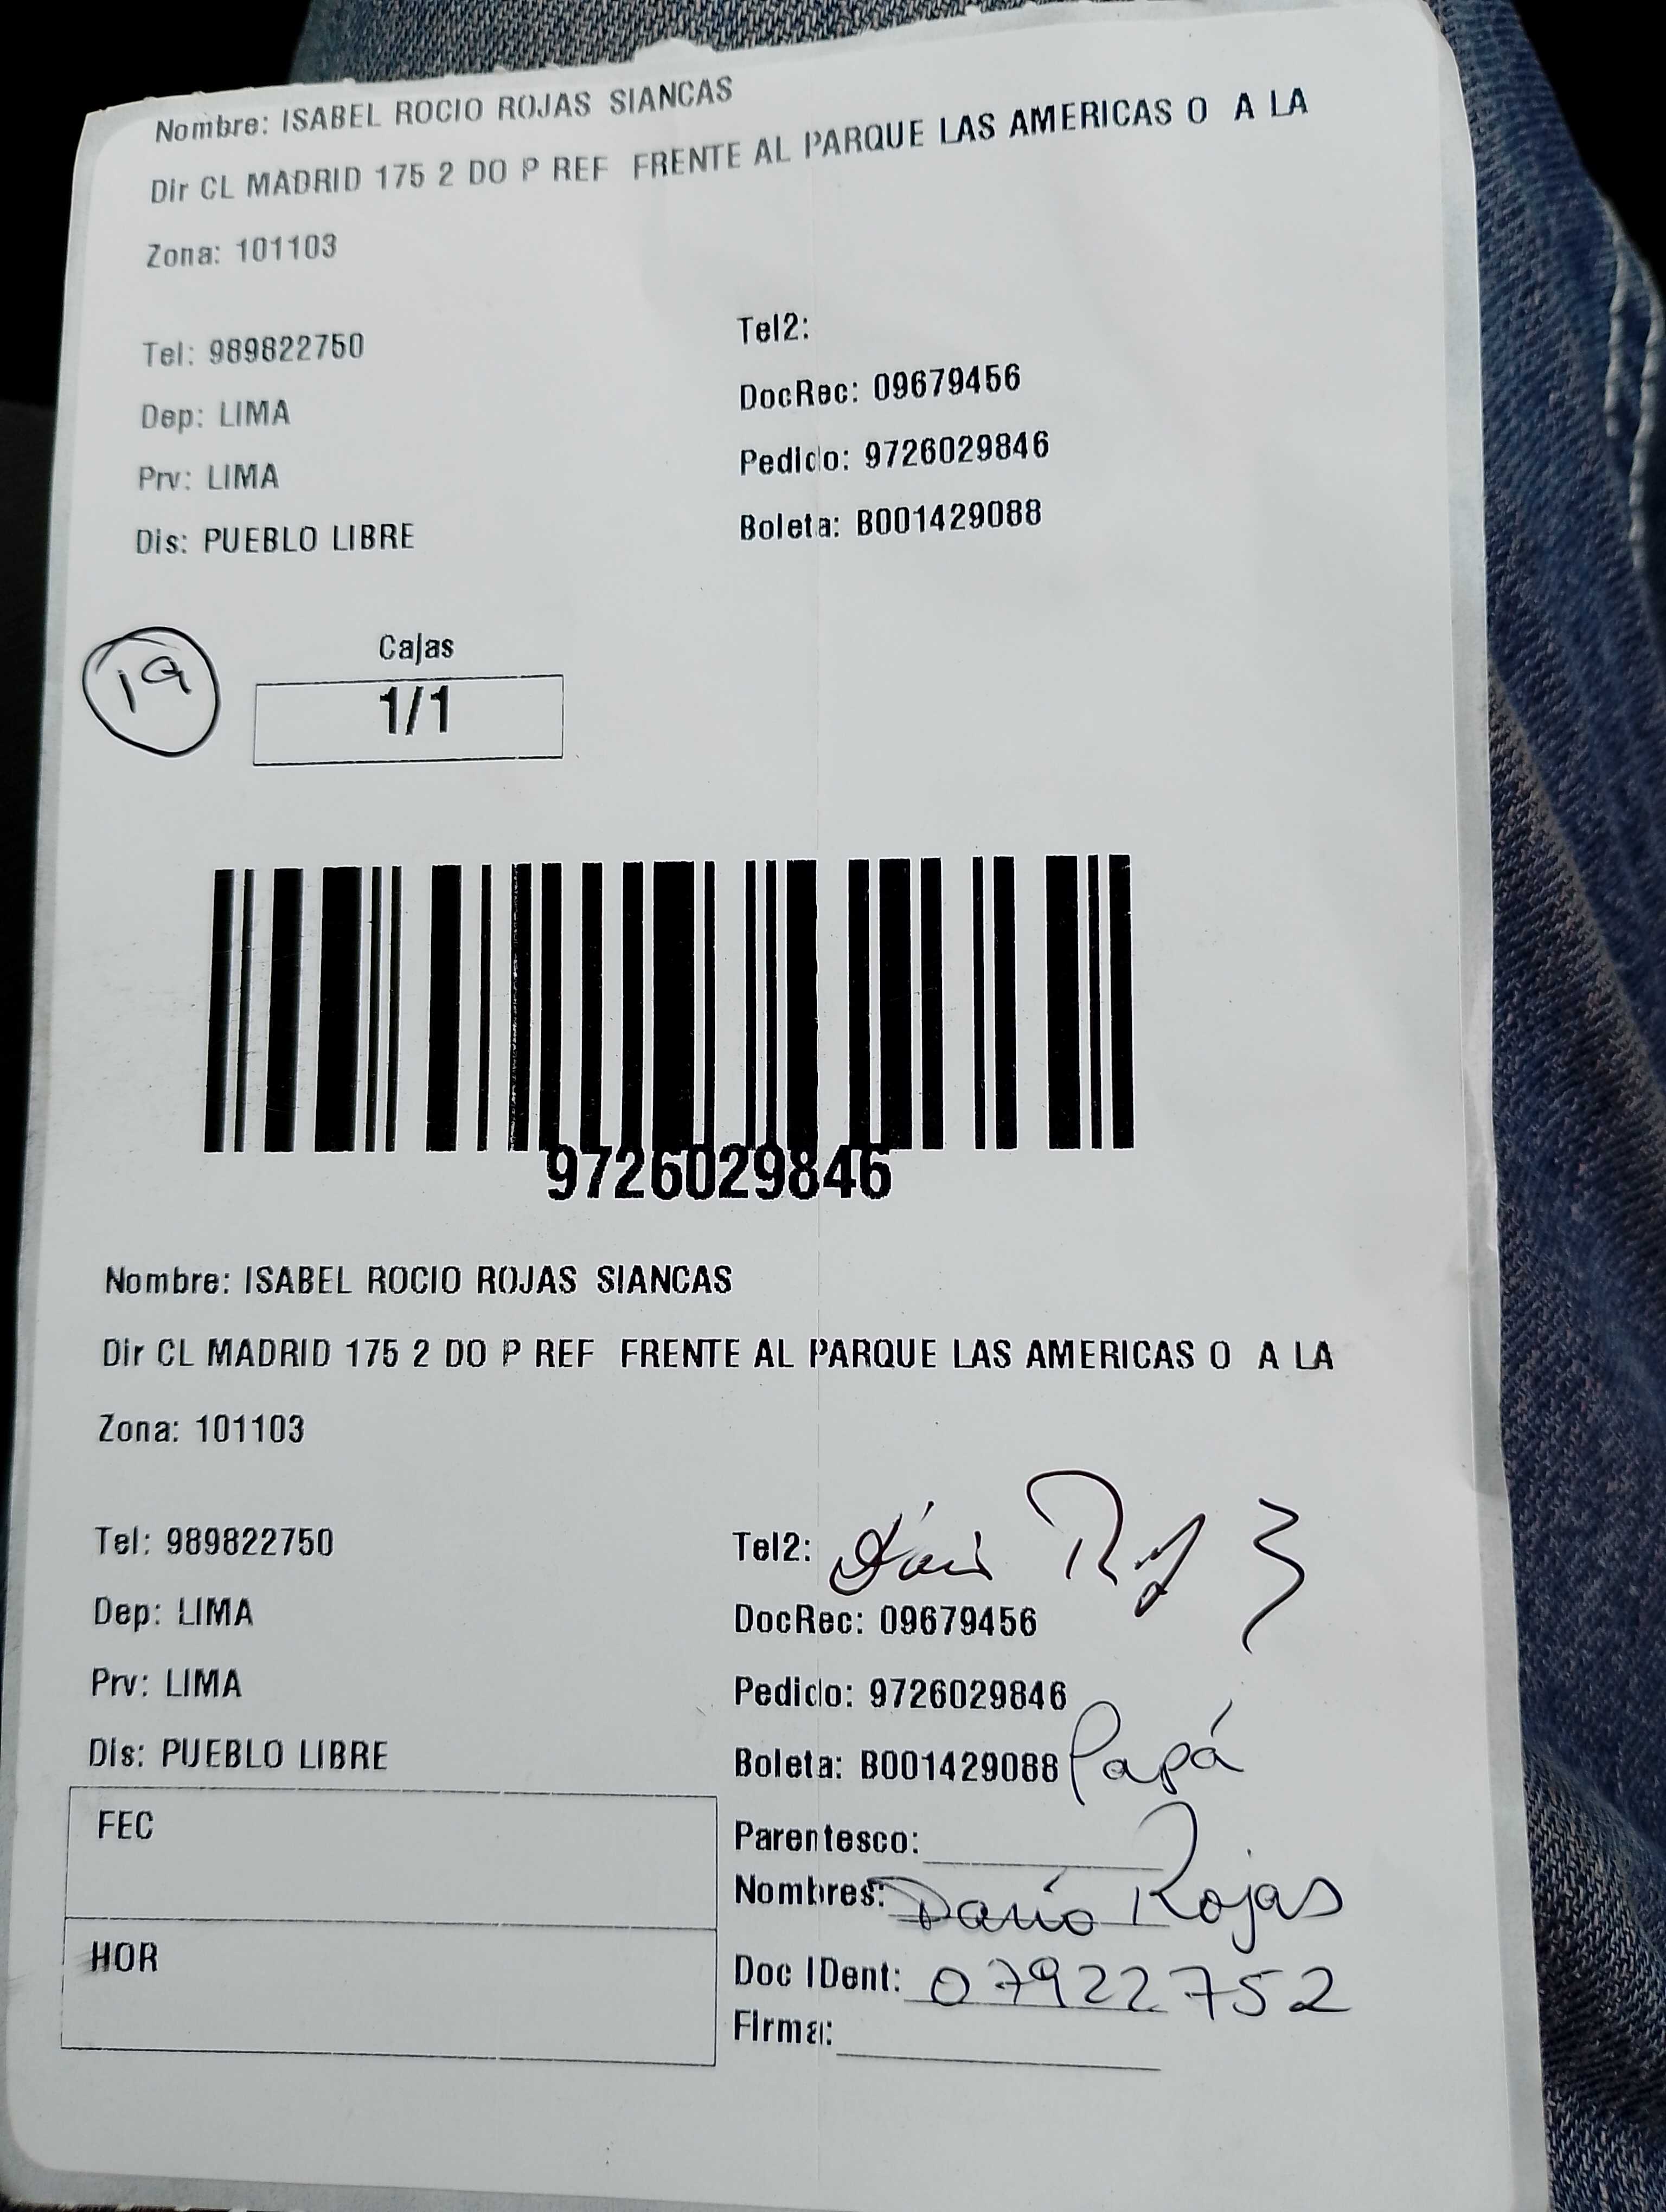 Nombre: ISABEL ROCIO ROJAS SIANCAS
Dir CL MADRID 175 2 DO P REF FRENTE AL PARQUE LAS AMERICAS O A LA
Zona: 101103
Tel: 989822750
Tel2:
Dep: LIMA
DocRec: 09679456
Prv: LIMA
Pedido: 9726029846
Dis: PUEBLO LIBRE
Boleta: B001429088
19
Cajas
1/1
9726029846
Nombre: ISABEL ROCIO ROJAS SIANCAS
Dir CL MADRID 175 2 DO P REF FRENTE AL PARQUE LAS AMERICAS O A LA
Zona: 101103
Tel: 989822750
Tel2:
Dep: LIMA
DocRec: 09679456
Prv: LIMA
Pedido: 9726029846
Dis: PUEBLO LIBRE
Boleta: B001429088 Papá
FEC
Parentesco:
Nombres: Darío Rojas
HOR
Doc IDent: 07922752
Firma: